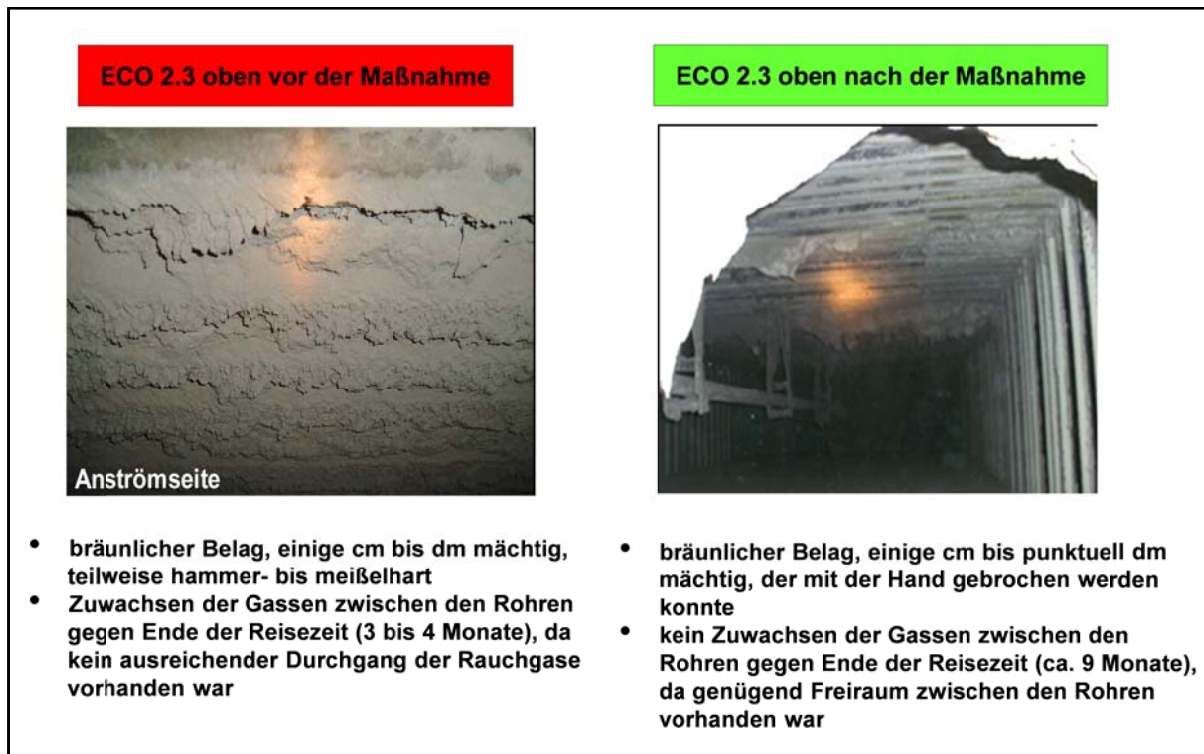 ECO 2.3 oben vor der Maßnahme
Anströmseite
• bräunlicher Belag, einige cm bis dm mächtig,
teilweise hammer- bis meißelhart
• Zuwachsen der Gassen zwischen den Rohren
gegen Ende der Reisezeit (3 bis 4 Monate), da
kein ausreichender Durchgang der Rauchgase
vorhanden war
ECO 2.3 oben nach der Maßnahme
• bräunlicher Belag, einige cm bis punktuell dm
mächtig, der mit der Hand gebrochen werden
konnte
• kein Zuwachsen der Gassen zwischen den
Rohren gegen Ende der Reisezeit (ca. 9 Monate),
da genügend Freiraum zwischen den Rohren
vorhanden war